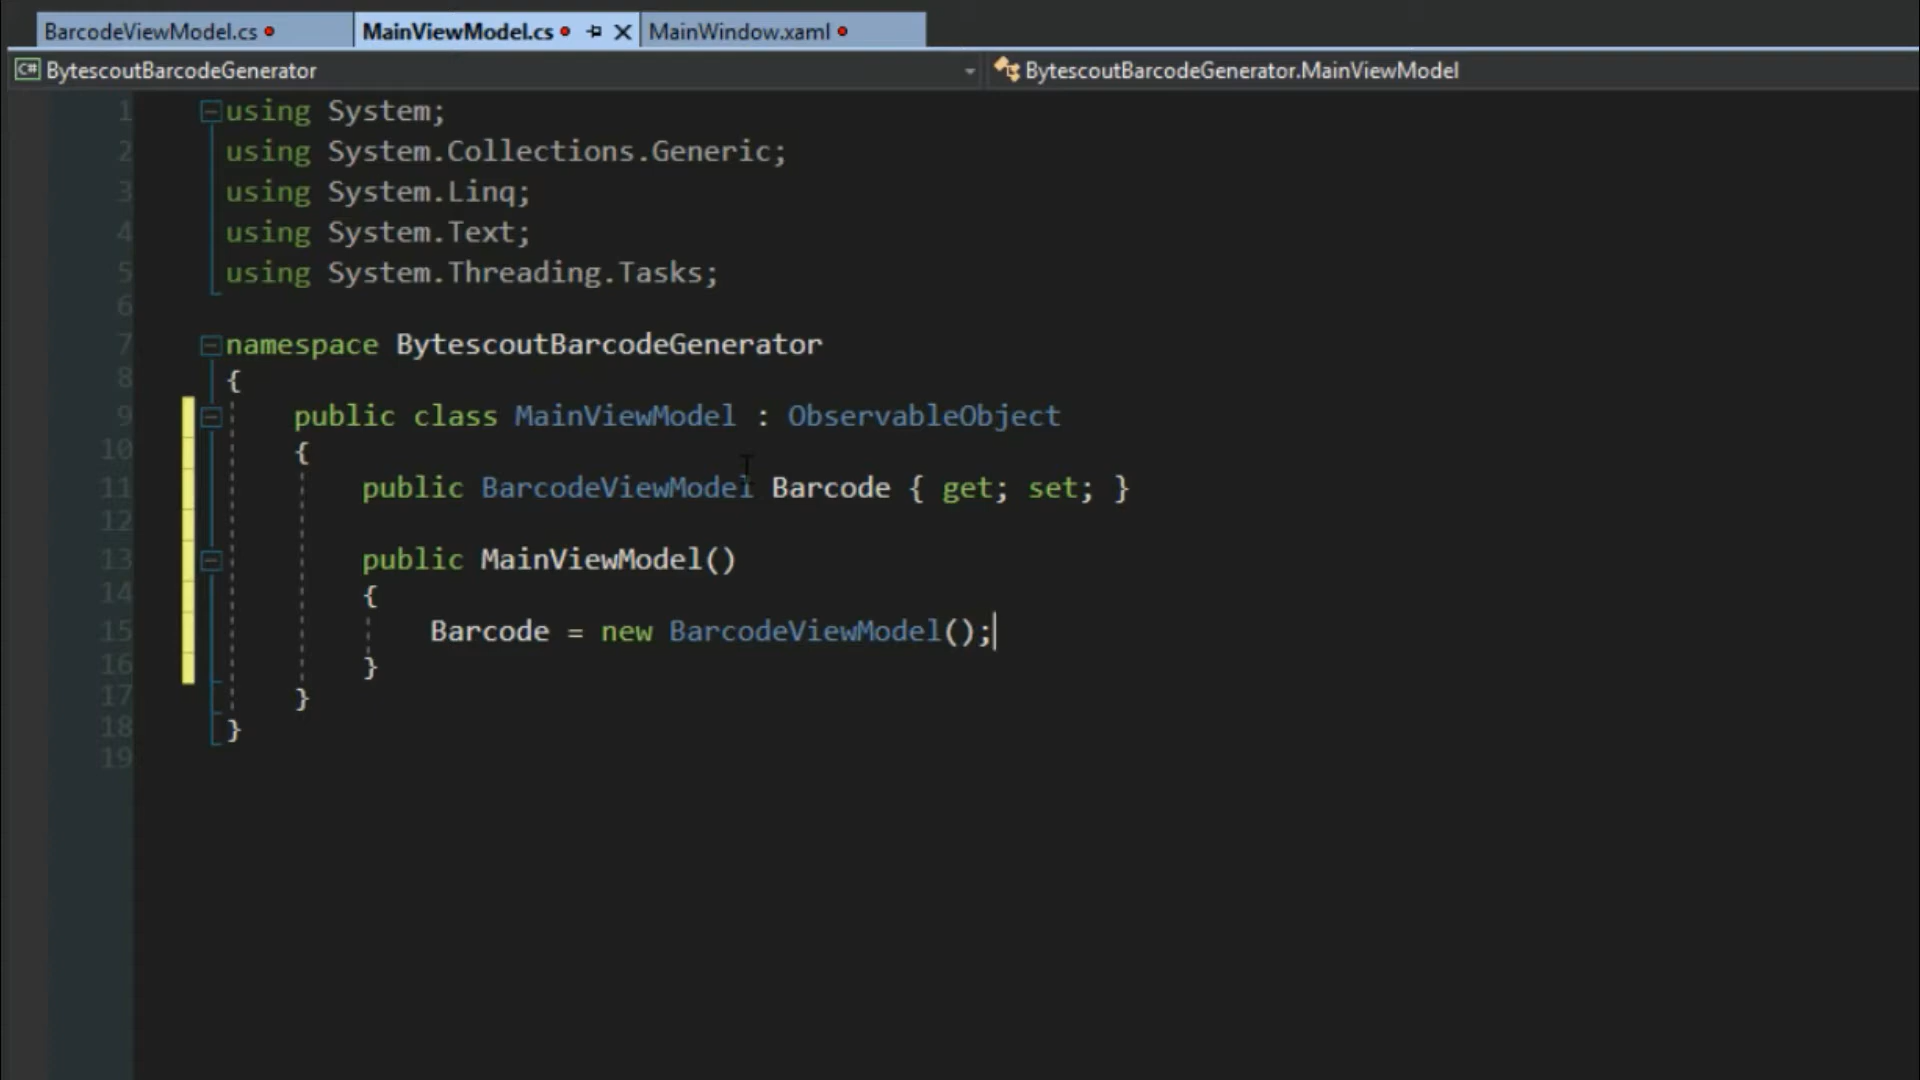 BarcodeViewModel.cs MainViewModel.cs MainWindow.xaml
C# BytescoutBarcodeGenerator BytescoutBarcodeGenerator.MainViewModel
1 using System;
2 using System.Collections.Generic;
3 using System.Linq;
4 using System.Text;
5 using System.Threading.Tasks;
6
7 namespace BytescoutBarcodeGenerator
8 {
9 public class MainViewModel : ObservableObject
10 {
11 public BarcodeViewModel Barcode { get; set; }
12
13 public MainViewModel()
14 {
15 Barcode = new BarcodeViewModel();
16 }
17 }
18 }
19